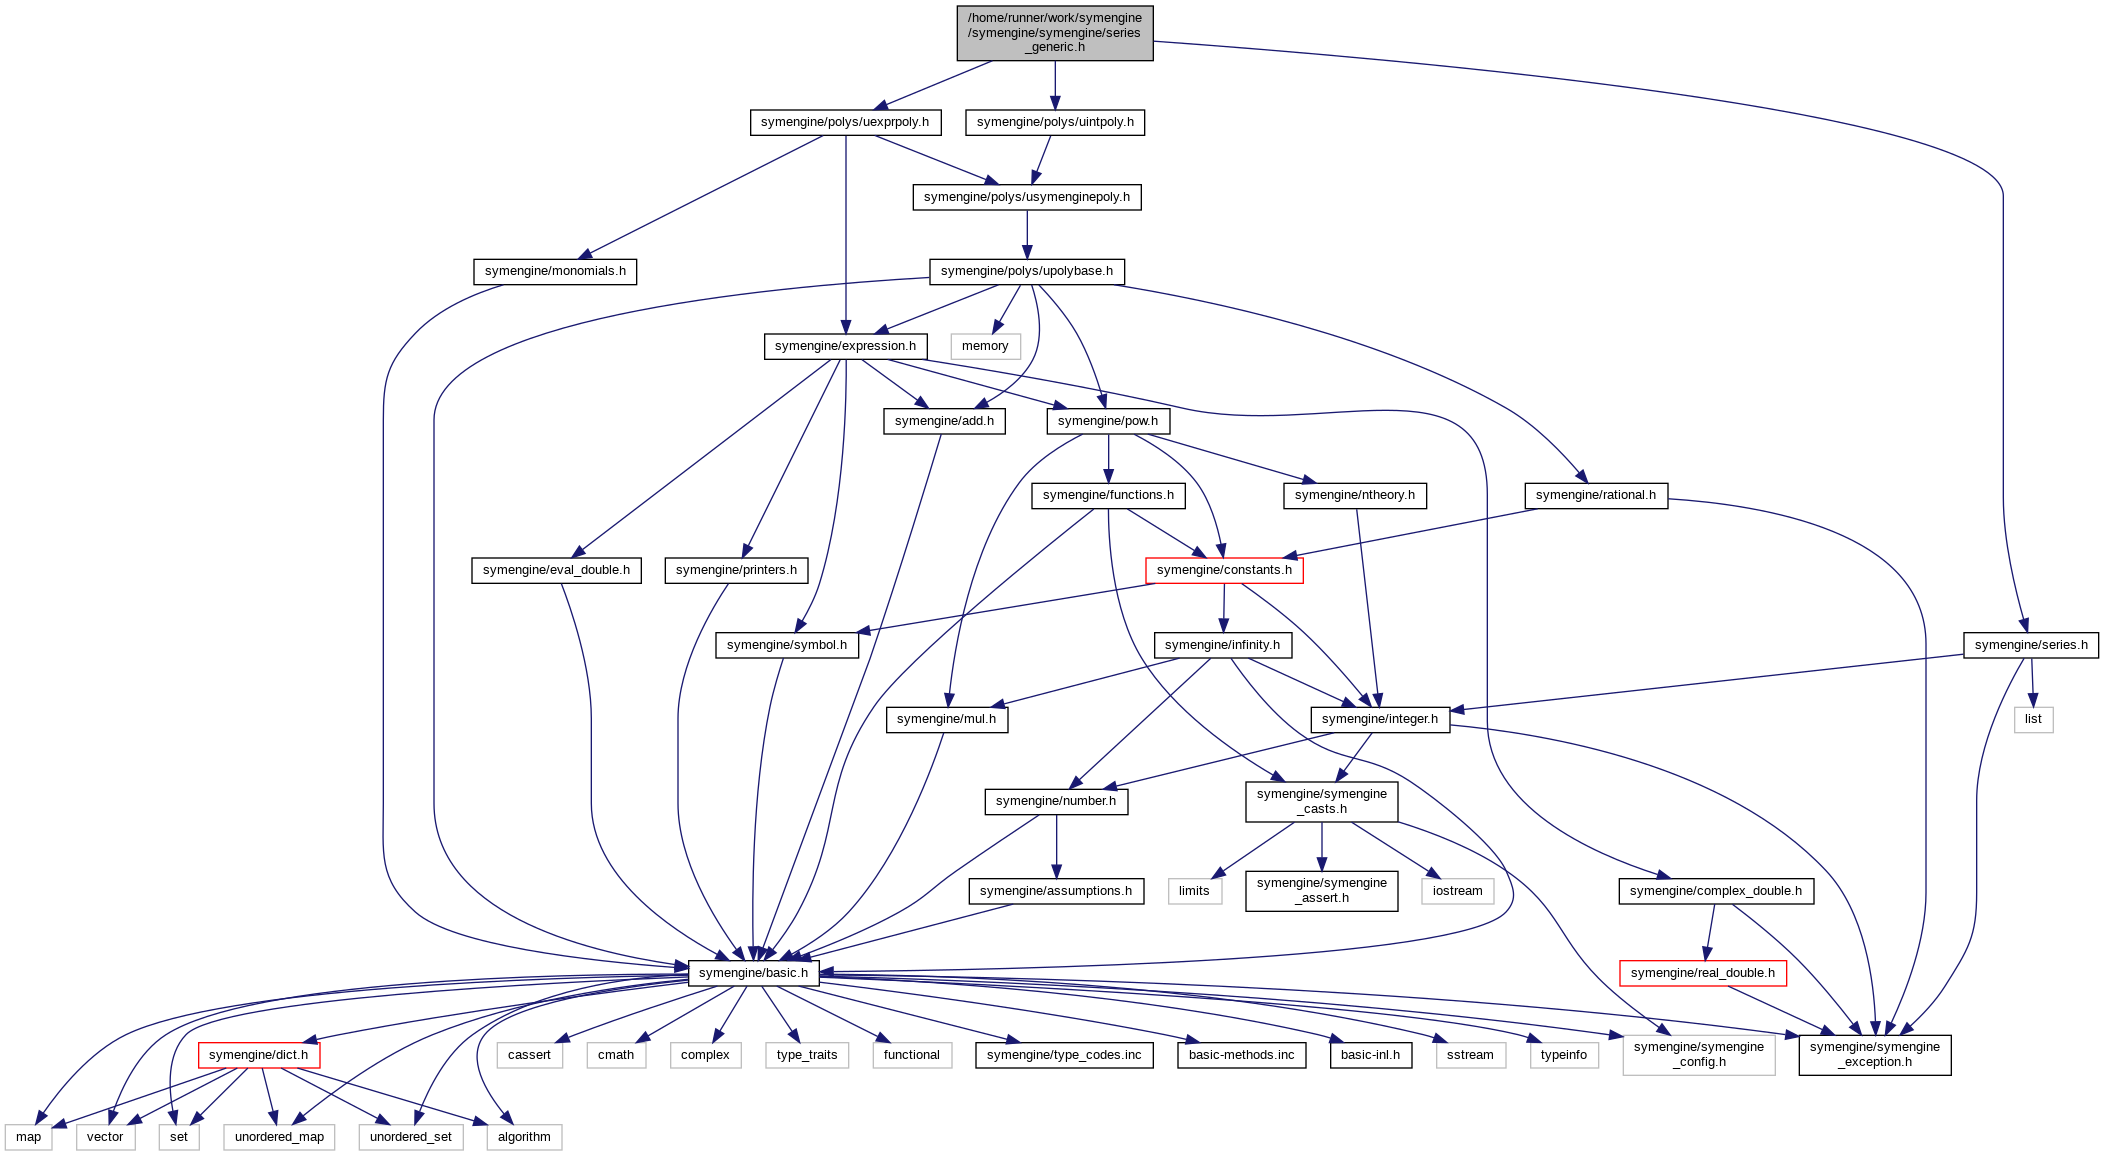 /home/runner/work/symengine
/symengine/symengine/series
_generic.h
symengine/polys/uexprpoly.h
symengine/polys/uintpoly.h
symengine/polys/usymenginepoly.h
symengine/monomials.h
symengine/polys/upolybase.h
symengine/expression.h
memory
symengine/add.h
symengine/pow.h
symengine/functions.h
symengine/ntheory.h
symengine/rational.h
symengine/eval_double.h
symengine/printers.h
symengine/constants.h
symengine/symbol.h
symengine/infinity.h
symengine/series.h
symengine/mul.h
symengine/integer.h
list
symengine/number.h
symengine/symengine
_casts.h
symengine/assumptions.h
limits
symengine/symengine
_assert.h
iostream
symengine/complex_double.h
symengine/basic.h
symengine/real_double.h
symengine/dict.h
cassert
cmath
complex
type_traits
functional
symengine/type_codes.inc
basic-methods.inc
basic-inl.h
sstream
typeinfo
symengine/symengine
_config.h
symengine/symengine
_exception.h
map
vector
set
unordered_map
unordered_set
algorithm